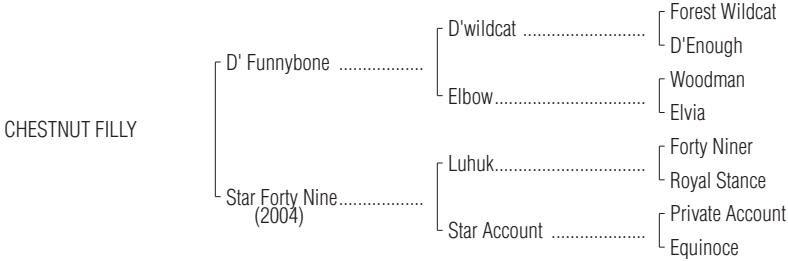 Forest Wildcat
D'wildcat ..........................
D'Enough
D' Funnybone ..................
Woodman
Elbow................................
Elvia
CHESTNUT FILLY
Forty Niner
Luhuk................................
Royal Stance
Star Forty Nine..................
(2004)
Private Account
Star Account ....................
Equinoce